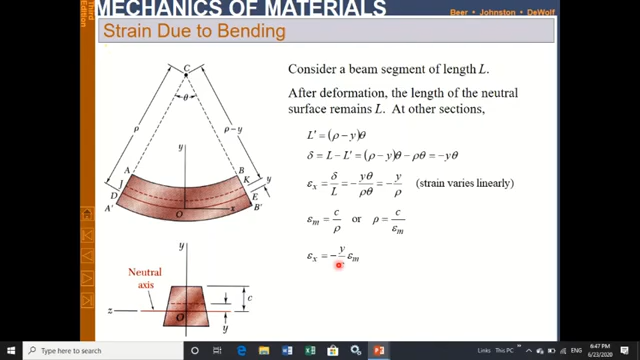 MECHANICS OF MATERIALS
Third Edition
Beer • Johnston • DeWolf
Strain Due to Bending
Consider a beam segment of length L.
After deformation, the length of the neutral
surface remains L. At other sections,
L′ = (ρ − y)θ
δ = L − L′ = (ρ − y)θ − ρθ = −yθ
εx = δ/L = −yθ/ρθ = −y/ρ (strain varies linearly)
εm = c/ρ or ρ = c/εm
εx = −y/ εm
C
θ
ρ
ρ−y
y
A
B
J
K
y
D
E
A′
O
x
B′
y
Neutral
axis
c
z
O
y
Links
This PC
ENG
6:47 PM
6/23/2020